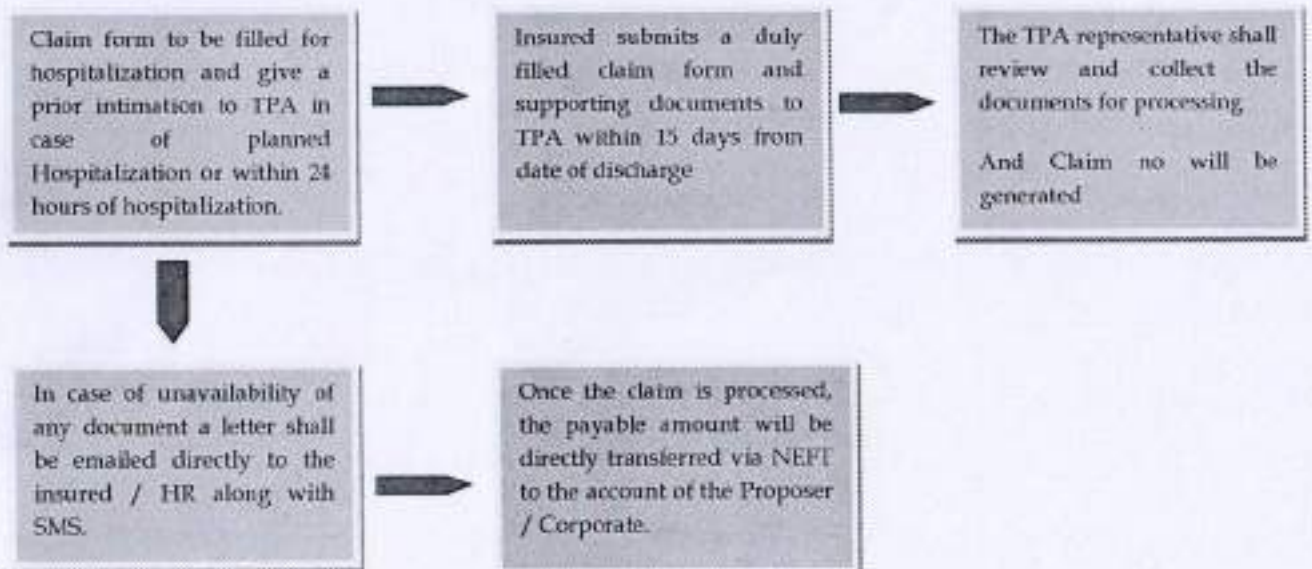 Claim form to be filled for
hospitalization and give a
prior intimation to TPA in
case of planned
Hospitalization or within 24
hours of hospitalization.
Insured submits a duly
filled claim form and
supporting documents to
TPA within 15 days from
date of discharge
The TPA representative shall
review and collect the
documents for processing
And Claim no will be
generated
In case of unavailability of
any document a letter shall
be emailed directly to the
insured / HR along with
SMS.
Once the claim is processed,
the payable amount will be
directly transferred via NEFT
to the account of the Proposer
/ Corporate.